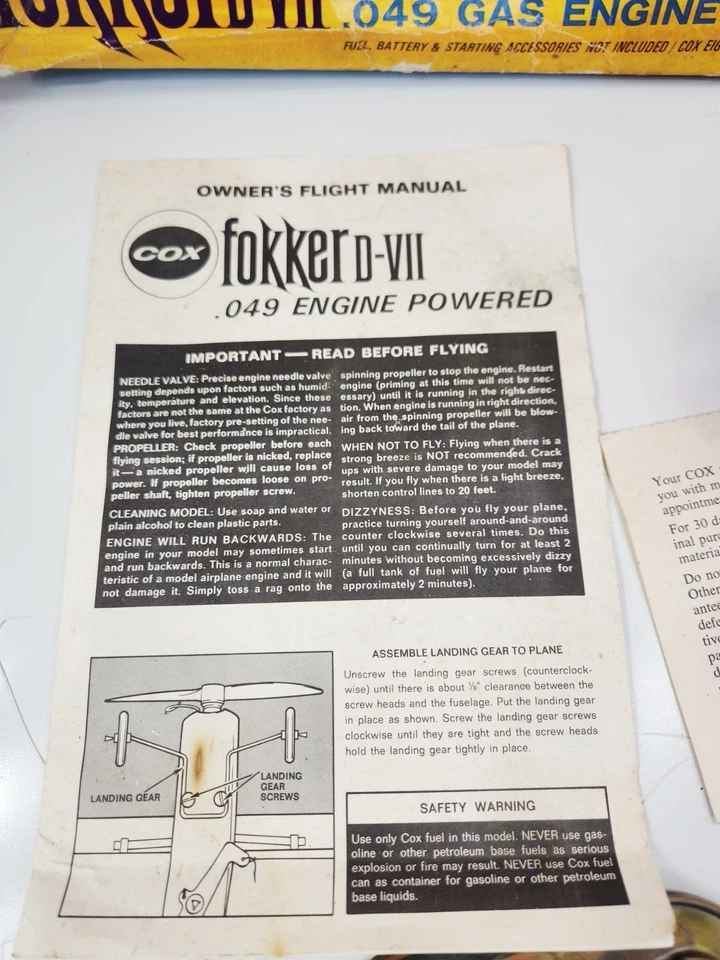 D VII .049 GAS ENGINE
FUEL, BATTERY & STARTING ACCESSORIES NOT INCLUDED / COX
OWNER'S FLIGHT MANUAL
COX
fokker D-VII
.049 ENGINE POWERED
IMPORTANT — READ BEFORE FLYING
NEEDLE VALVE: Precise engine needle valve
setting depends upon factors such as humid-
ity, temperature and elevation. Since these
factors are not the same at the Cox factory as
where you live, factory pre-setting of the nee-
dle valve for best performance is impractical.
PROPELLER: Check propeller before each
flying session; if propeller is nicked, replace
it — a nicked propeller will cause loss of
power. If propeller becomes loose on pro-
peller shaft, tighten propeller screw.
CLEANING MODEL: Use soap and water or
plain alcohol to clean plastic parts.
ENGINE WILL RUN BACKWARDS: The
engine in your model may sometimes start
and run backwards. This is a normal charac-
teristic of a model airplane engine and it will
not damage it. Simply toss a rag onto the
spinning propeller to stop the engine. Restart
engine (priming at this time will not be nec-
essary) until it is running in the right direc-
tion. When engine is running in right direction,
air from the spinning propeller will be blow-
ing back toward the tail of the plane.
WHEN NOT TO FLY: Flying when there is a
strong breeze is NOT recommended. Crack
ups with severe damage to your model may
result. If you fly when there is a light breeze,
shorten control lines to 20 feet.
DIZZYNESS: Before you fly your plane,
practice turning yourself around-and-around
counter clockwise several times. Do this
until you can continually turn for at least 2
minutes without becoming excessively dizzy
(a full tank of fuel will fly your plane for
approximately 2 minutes).
LANDING GEAR
LANDING
GEAR
SCREWS
ASSEMBLE LANDING GEAR TO PLANE
Unscrew the landing gear screws (counterclock-
wise) until there is about ⅛" clearance between the
screw heads and the fuselage. Put the landing gear
in place as shown. Screw the landing gear screws
clockwise until they are tight and the screw heads
hold the landing gear tightly in place.
SAFETY WARNING
Use only Cox fuel in this model. NEVER use gas-
oline or other petroleum base fuels as serious
explosion or fire may result. NEVER use Cox fuel
can as container for gasoline or other petroleum
base liquids.
Your COX
you with m
appointme
For 30 d
inal pur
materia
Do no
Other
antee
defe
tive
pa
d